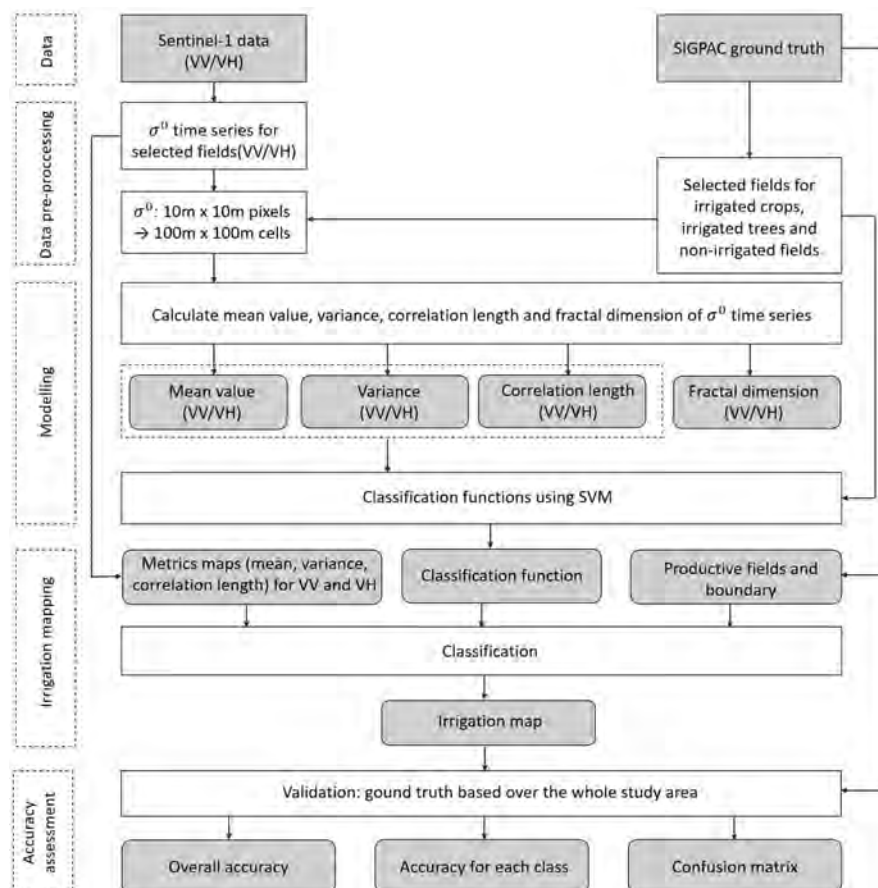 Data
Sentinel-1 data
(VV/VH)
SIGPAC ground truth
Data pre-proccessing
σ⁰ time series for
selected fields(VV/VH)
σ⁰: 10m x 10m pixels
→ 100m x 100m cells
Selected fields for
irrigated crops,
irrigated trees and
non-irrigated fields
Modelling
Calculate mean value, variance, correlation length and fractal dimension of σ⁰ time series
Mean value
(VV/VH)
Variance
(VV/VH)
Correlation length
(VV/VH)
Fractal dimension
(VV/VH)
Classification functions using SVM
Irrigation mapping
Metrics maps (mean, variance,
correlation length) for VV and VH
Classification function
Productive fields and
boundary
Classification
Irrigation map
Accuracy
assessment
Validation: gound truth based over the whole study area
Overall accuracy
Accuracy for each class
Confusion matrix